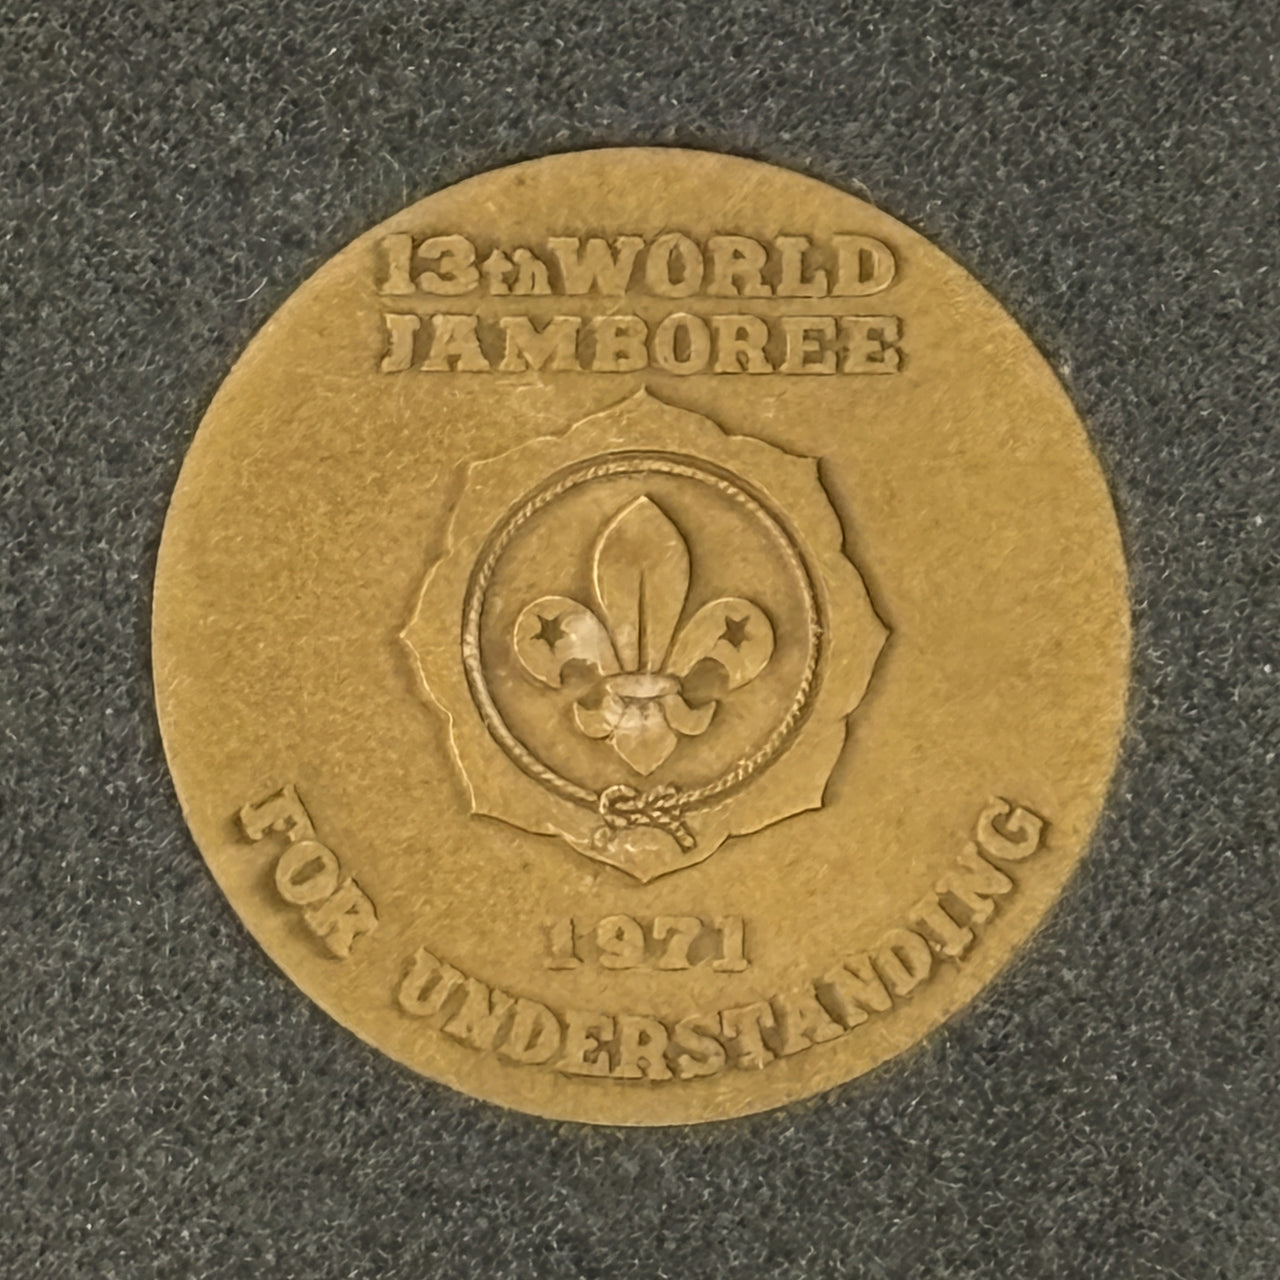 13th WORLD
JAMBOREE
1971
FOR UNDERSTANDING